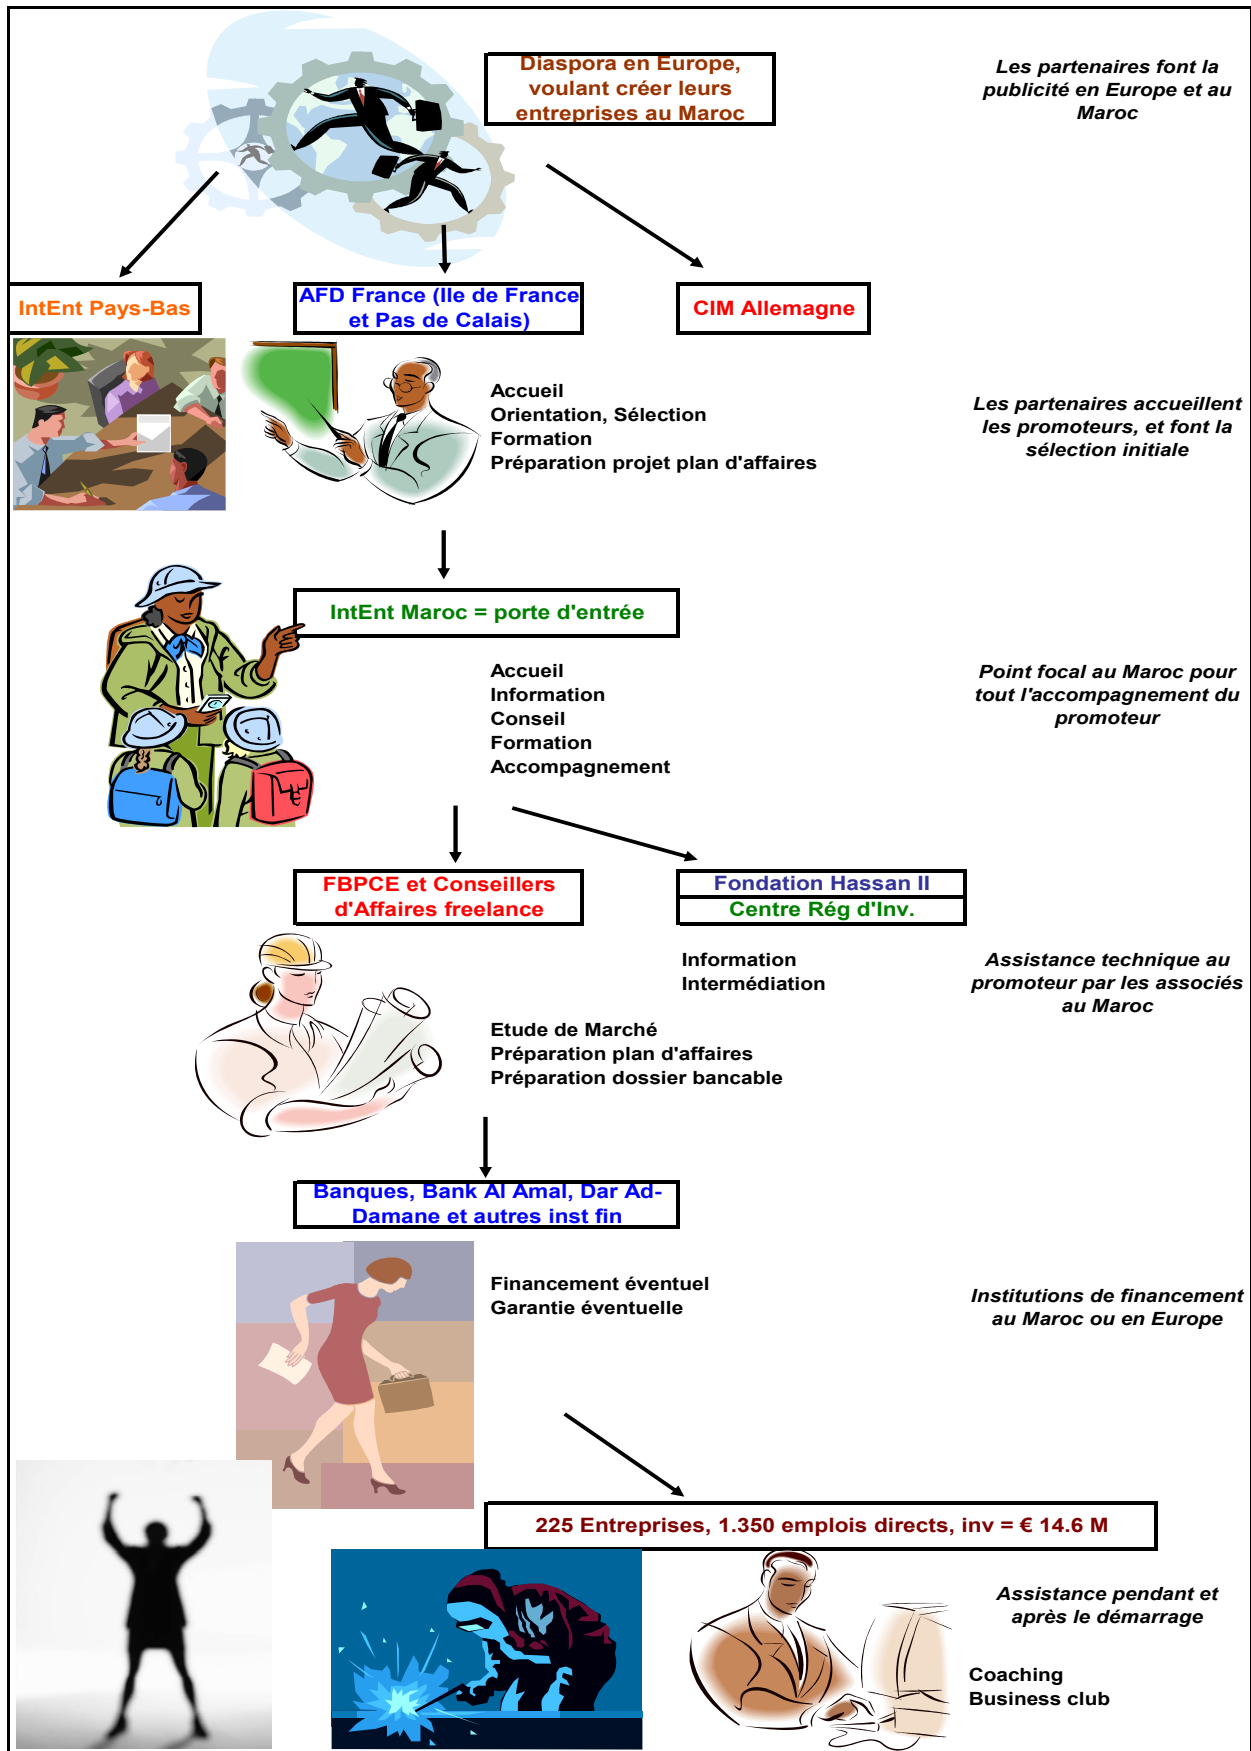 Diaspora en Europe,
voulant créer leurs
entreprises au Maroc
Les partenaires font la
publicité en Europe et au
Maroc
IntEnt Pays-Bas
AFD France (Ile de France
et Pas de Calais)
CIM Allemagne
Accueil
Orientation, Sélection
Formation
Préparation projet plan d'affaires
Les partenaires accueillent
les promoteurs, et font la
sélection initiale
IntEnt Maroc = porte d'entrée
Accueil
Information
Conseil
Formation
Accompagnement
Point focal au Maroc pour
tout l'accompagnement du
promoteur
FBPCE et Conseillers
d'Affaires freelance
Fondation Hassan II
Centre Rég d'Inv.
Information
Intermédiation
Assistance technique au
promoteur par les associés
au Maroc
Etude de Marché
Préparation plan d'affaires
Préparation dossier bancable
Banques, Bank Al Amal, Dar Ad-
Damane et autres inst fin
Financement éventuel
Garantie éventuelle
Institutions de financement
au Maroc ou en Europe
225 Entreprises, 1.350 emplois directs, inv = € 14.6 M
Assistance pendant et
après le démarrage
Coaching
Business club